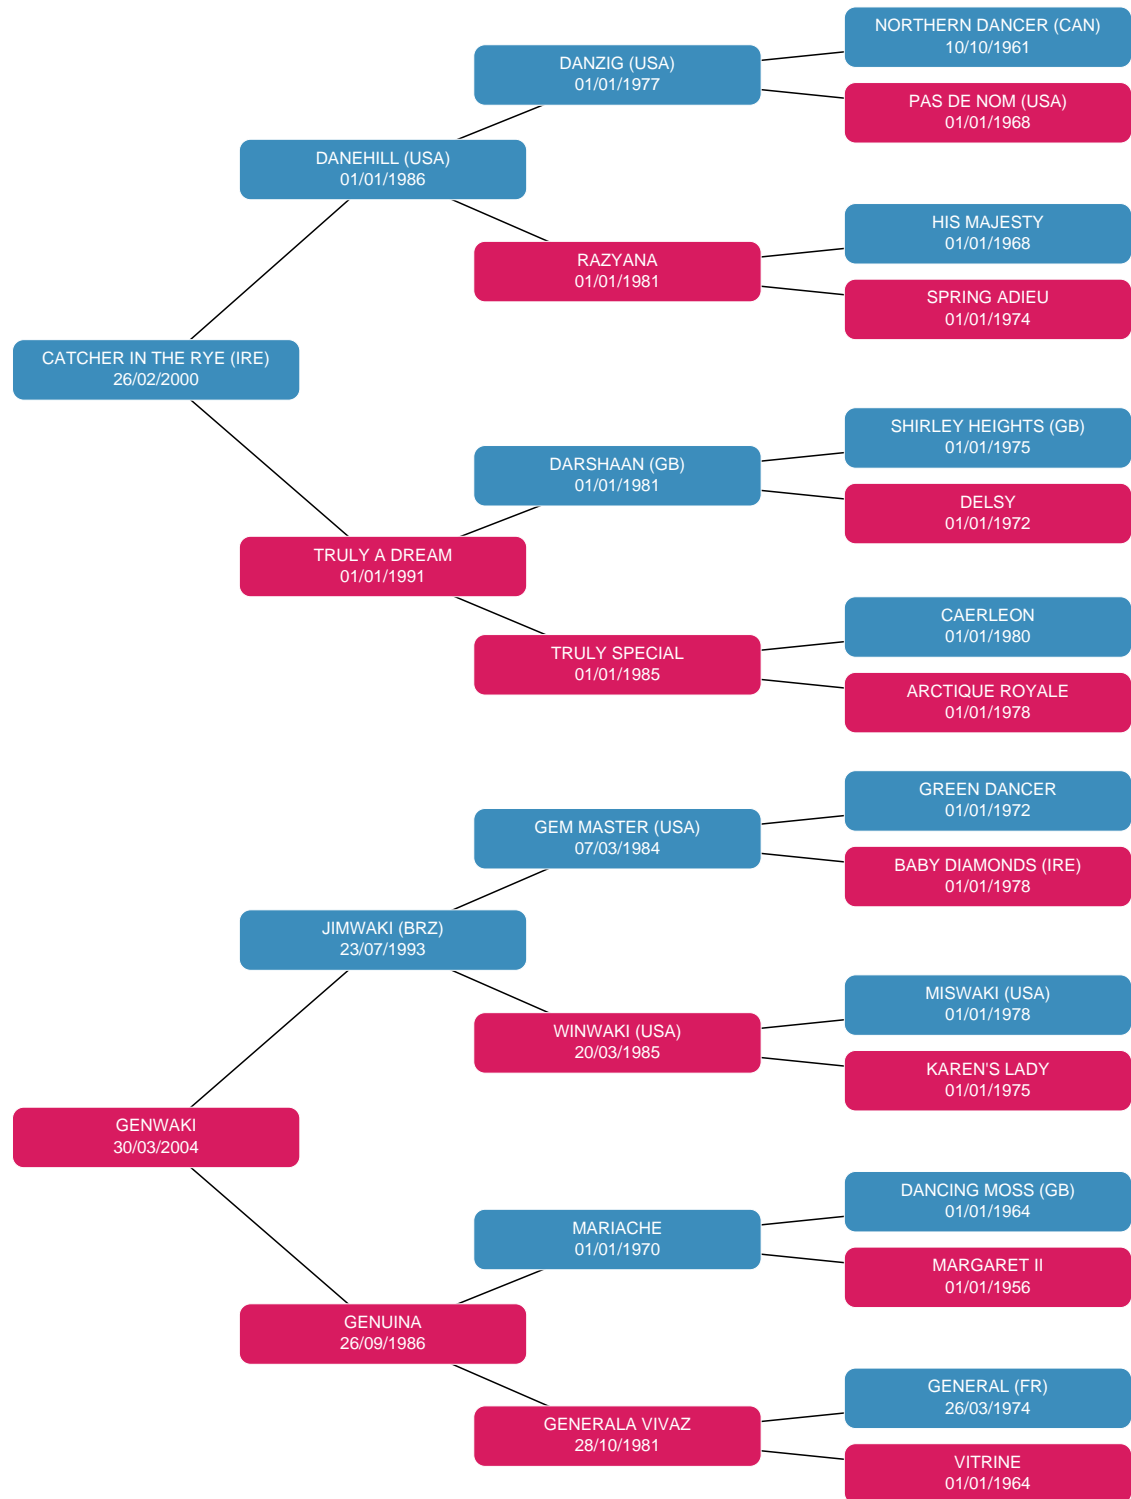 NORTHERN DANCER (CAN)
10/10/1961
DANZIG (USA)
01/01/1977
PAS DE NOM (USA)
01/01/1968
DANEHILL (USA)
01/01/1986
HIS MAJESTY
01/01/1968
RAZYANA
01/01/1981
SPRING ADIEU
01/01/1974
CATCHER IN THE RYE (IRE)
26/02/2000
SHIRLEY HEIGHTS (GB)
01/01/1975
DARSHAAN (GB)
01/01/1981
DELSY
01/01/1972
TRULY A DREAM
01/01/1991
CAERLEON
01/01/1980
TRULY SPECIAL
01/01/1985
ARCTIQUE ROYALE
01/01/1978
GREEN DANCER
01/01/1972
GEM MASTER (USA)
07/03/1984
BABY DIAMONDS (IRE)
01/01/1978
JIMWAKI (BRZ)
23/07/1993
MISWAKI (USA)
01/01/1978
WINWAKI (USA)
20/03/1985
KAREN'S LADY
01/01/1975
GENWAKI
30/03/2004
DANCING MOSS (GB)
01/01/1964
MARIACHE
01/01/1970
MARGARET II
01/01/1956
GENUINA
26/09/1986
GENERAL (FR)
26/03/1974
GENERALA VIVAZ
28/10/1981
VITRINE
01/01/1964